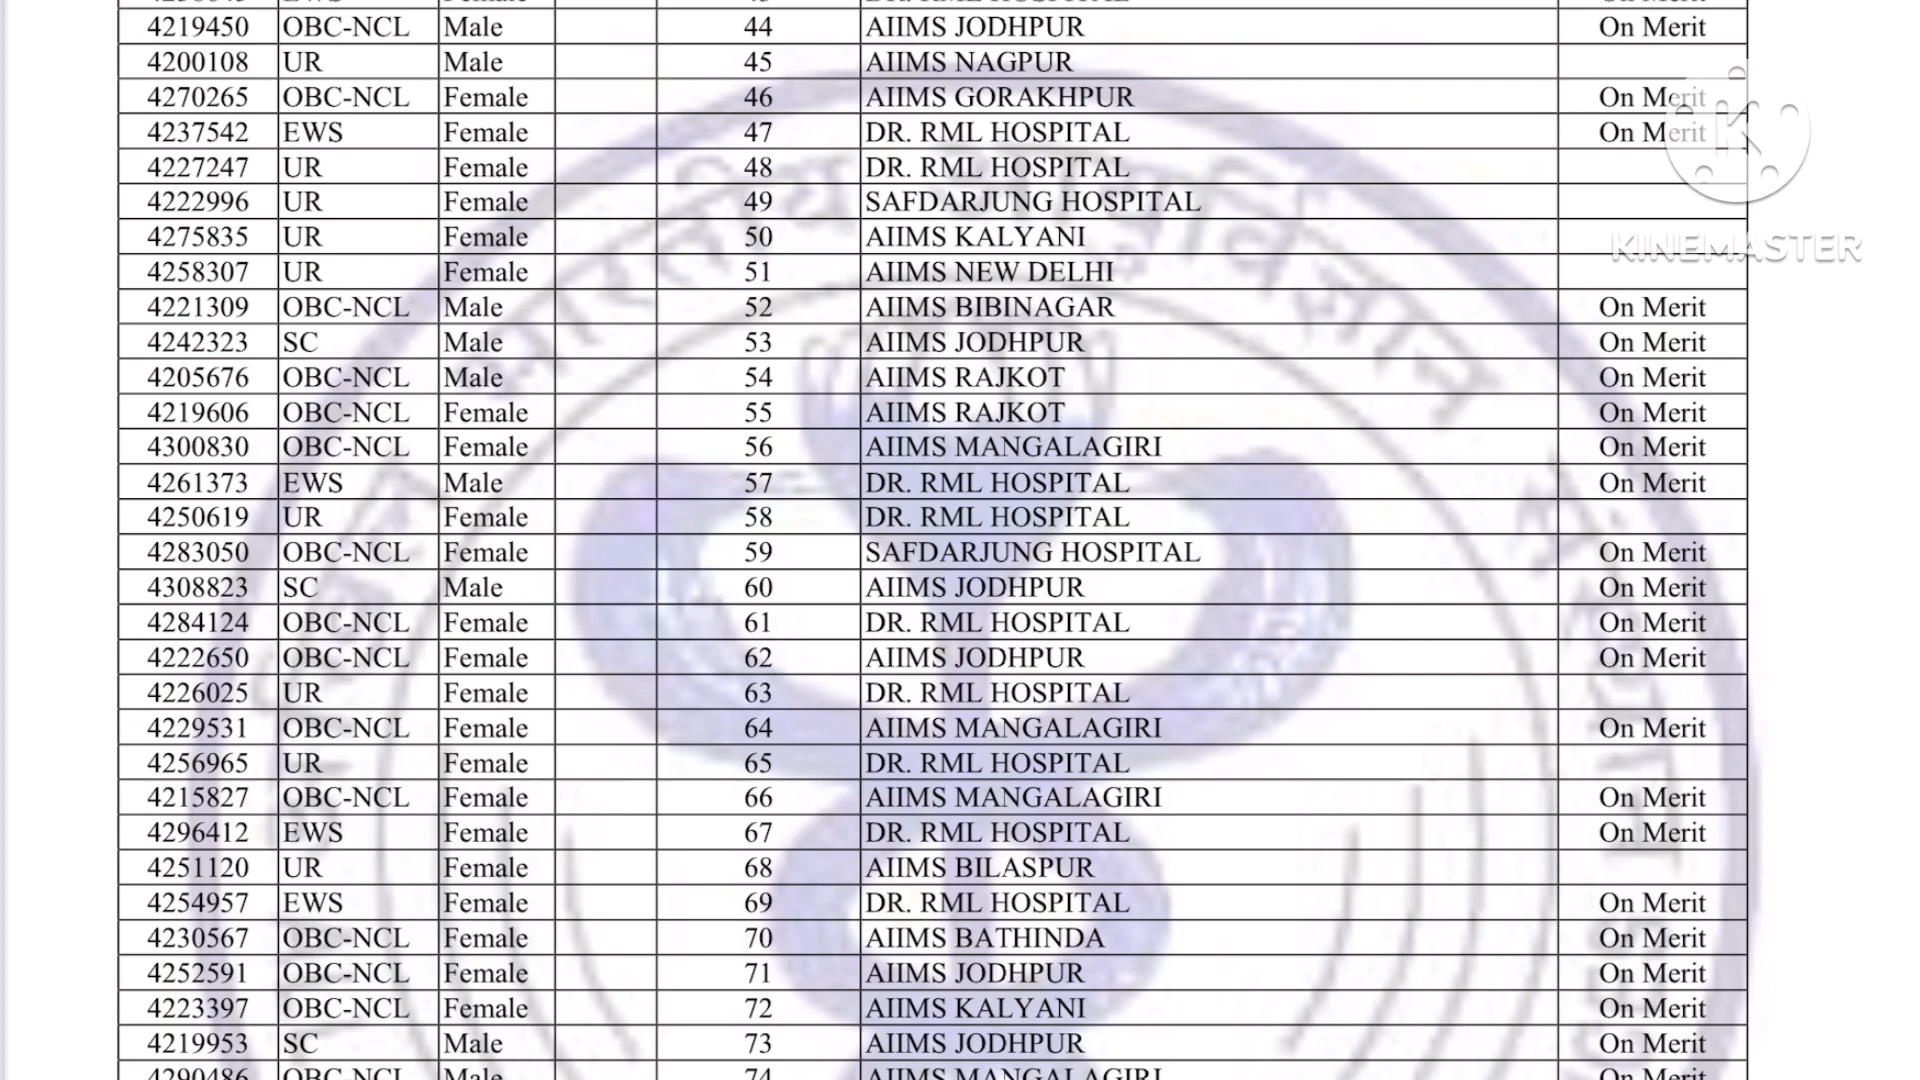 4219450 OBC-NCL Male 44 AIIMS JODHPUR On Merit
4200108 UR Male 45 AIIMS NAGPUR
4270265 OBC-NCL Female 46 AIIMS GORAKHPUR On Merit
4237542 EWS Female 47 DR. RML HOSPITAL On Merit
4227247 UR Female 48 DR. RML HOSPITAL
4222996 UR Female 49 SAFDARJUNG HOSPITAL
4275835 UR Female 50 AIIMS KALYANI
KINEMASTER
4258307 UR Female 51 AIIMS NEW DELHI
4221309 OBC-NCL Male 52 AIIMS BIBINAGAR On Merit
4242323 SC Male 53 AIIMS JODHPUR On Merit
4205676 OBC-NCL Male 54 AIIMS RAJKOT On Merit
4219606 OBC-NCL Female 55 AIIMS RAJKOT On Merit
4300830 OBC-NCL Female 56 AIIMS MANGALAGIRI On Merit
4261373 EWS Male 57 DR. RML HOSPITAL On Merit
4250619 UR Female 58 DR. RML HOSPITAL
4283050 OBC-NCL Female 59 SAFDARJUNG HOSPITAL On Merit
4308823 SC Male 60 AIIMS JODHPUR On Merit
4284124 OBC-NCL Female 61 DR. RML HOSPITAL On Merit
4222650 OBC-NCL Female 62 AIIMS JODHPUR On Merit
4226025 UR Female 63 DR. RML HOSPITAL
4229531 OBC-NCL Female 64 AIIMS MANGALAGIRI On Merit
4256965 UR Female 65 DR. RML HOSPITAL
4215827 OBC-NCL Female 66 AIIMS MANGALAGIRI On Merit
4296412 EWS Female 67 DR. RML HOSPITAL On Merit
4251120 UR Female 68 AIIMS BILASPUR
4254957 EWS Female 69 DR. RML HOSPITAL On Merit
4230567 OBC-NCL Female 70 AIIMS BATHINDA On Merit
4252591 OBC-NCL Female 71 AIIMS JODHPUR On Merit
4223397 OBC-NCL Female 72 AIIMS KALYANI On Merit
4219953 SC Male 73 AIIMS JODHPUR On Merit
4290486 OBC-NCL Male 74 AIIMS MANGALAGIRI On Merit